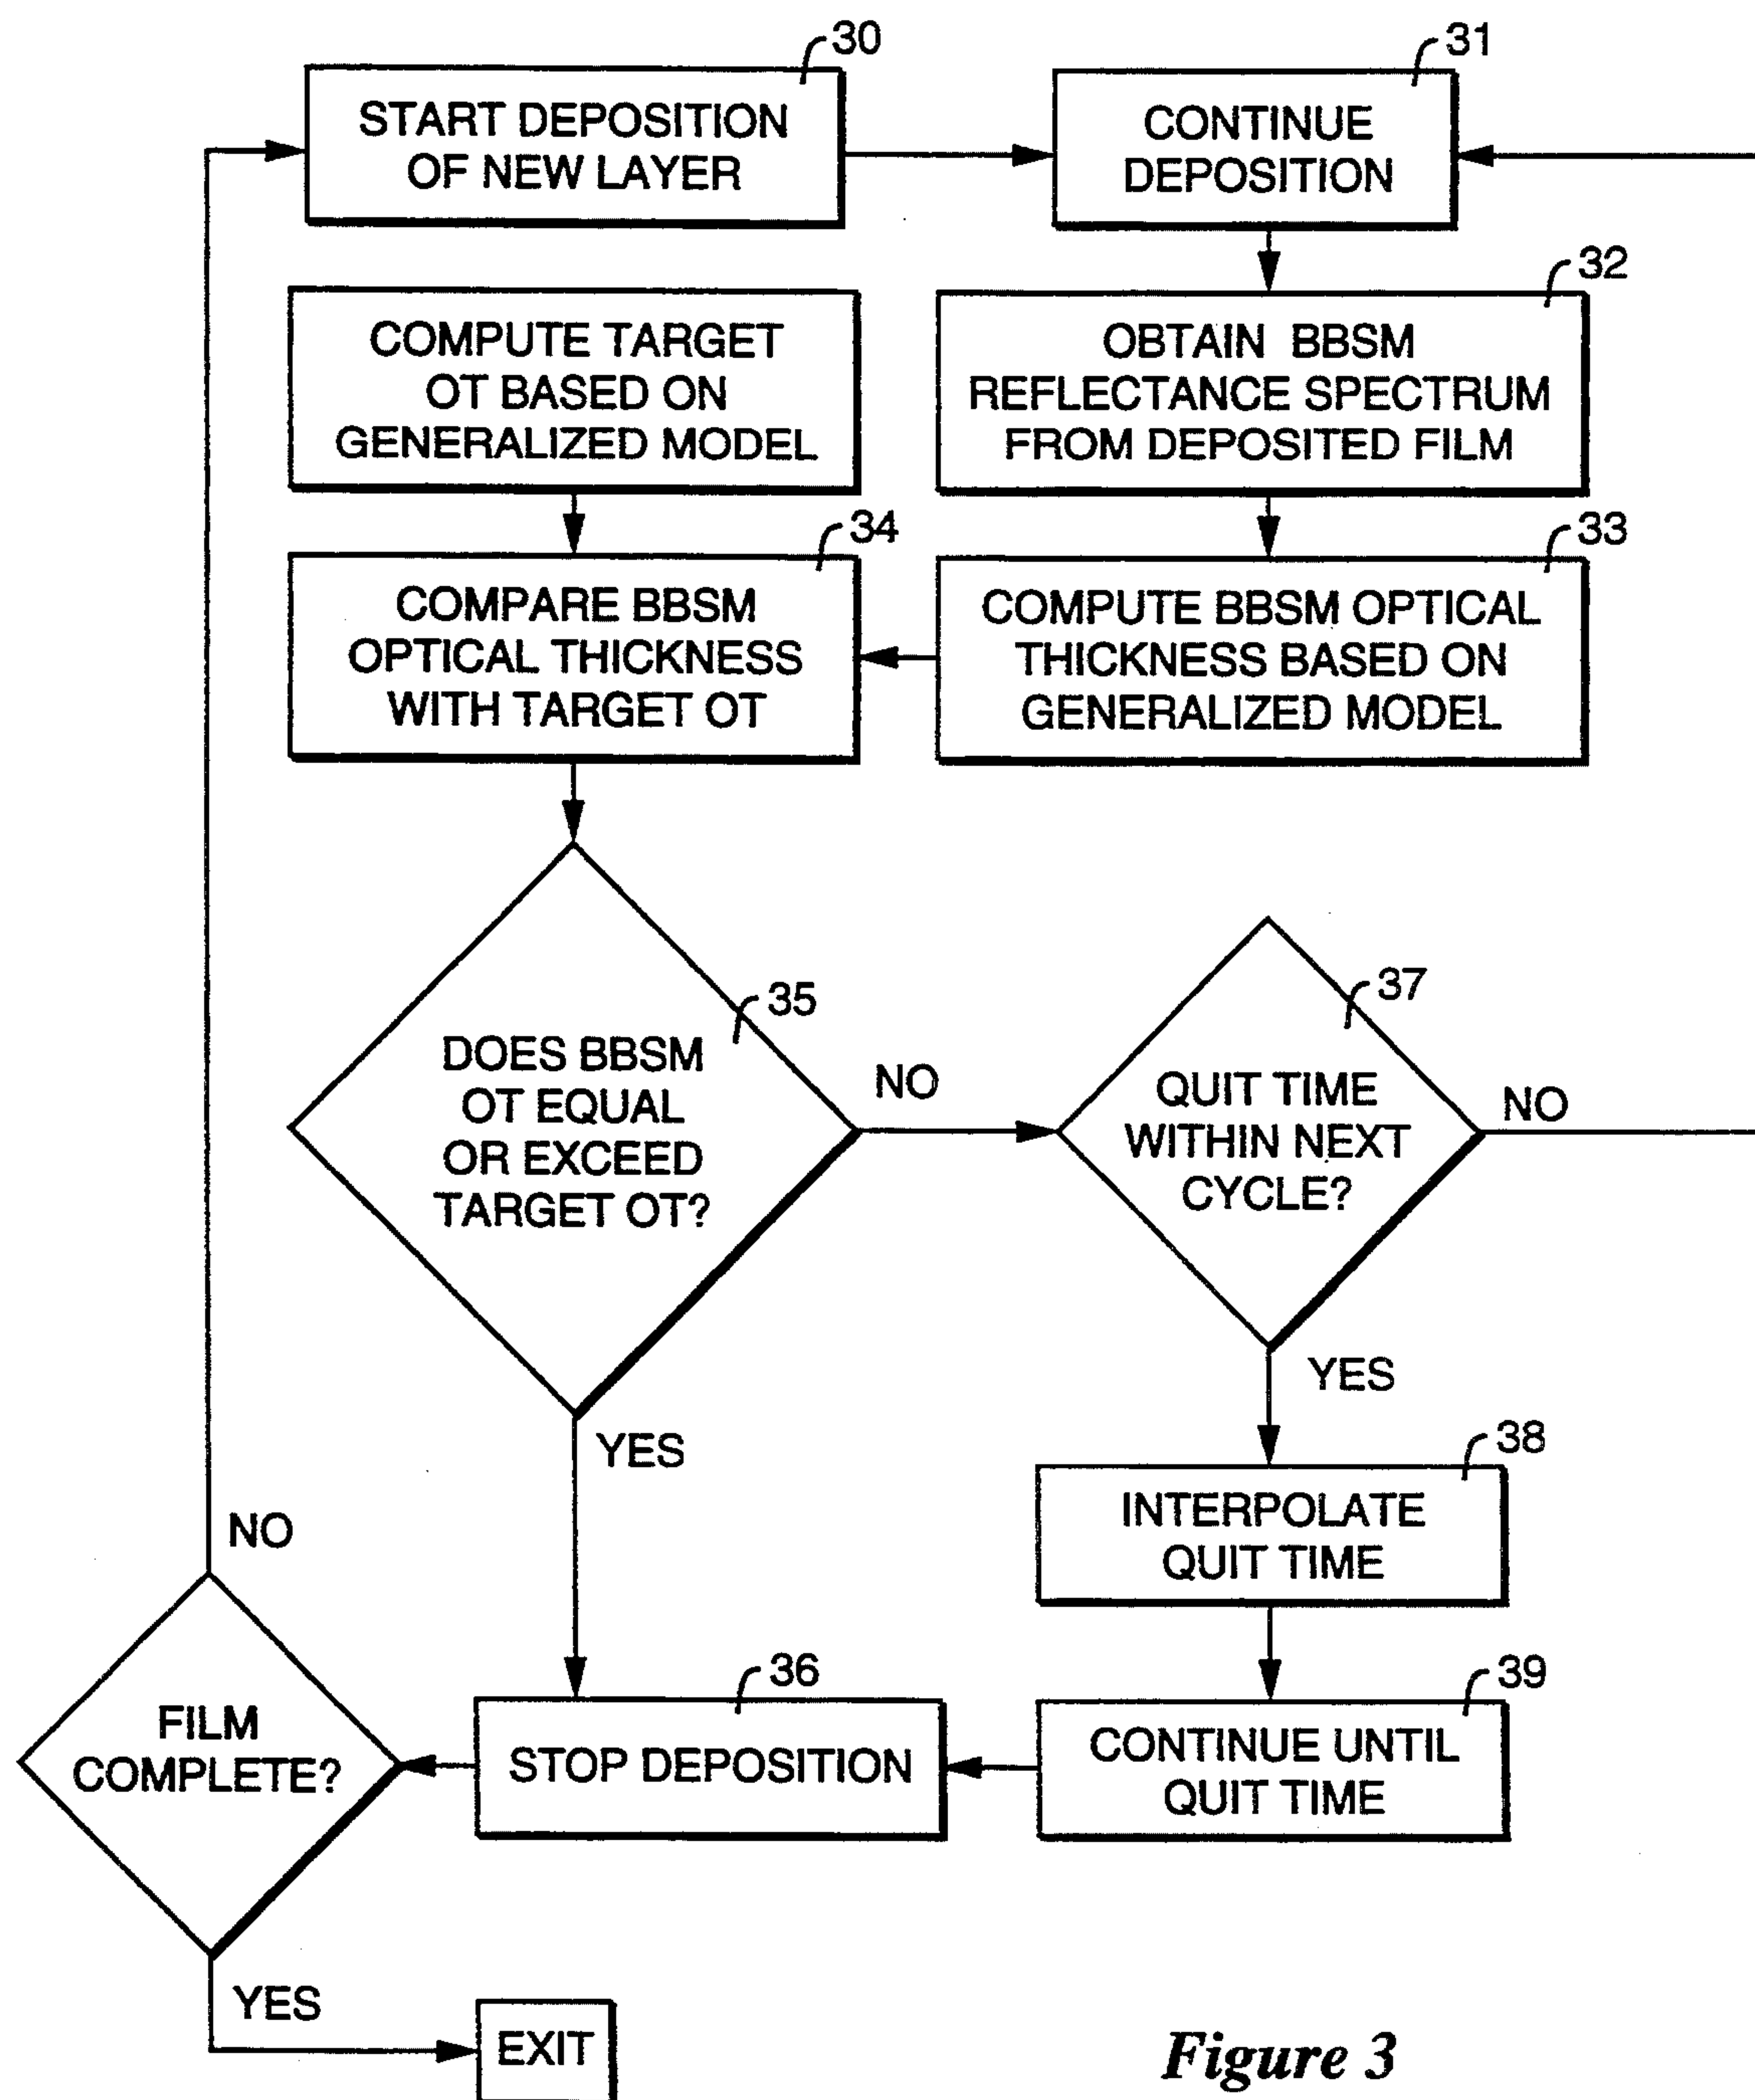 30
START DEPOSITION
OF NEW LAYER
31
CONTINUE
DEPOSITION
32
OBTAIN BBSM
REFLECTANCE SPECTRUM
FROM DEPOSITED FILM
COMPUTE TARGET
OT BASED ON
GENERALIZED MODEL
33
COMPUTE BBSM OPTICAL
THICKNESS BASED ON
GENERALIZED MODEL
34
COMPARE BBSM
OPTICAL THICKNESS
WITH TARGET OT
35
DOES BBSM
OT EQUAL
OR EXCEED
TARGET OT?
NO
YES
37
QUIT TIME
WITHIN NEXT
CYCLE?
NO
YES
38
INTERPOLATE
QUIT TIME
39
CONTINUE UNTIL
QUIT TIME
36
STOP DEPOSITION
FILM
COMPLETE?
NO
YES
EXIT
Figure 3